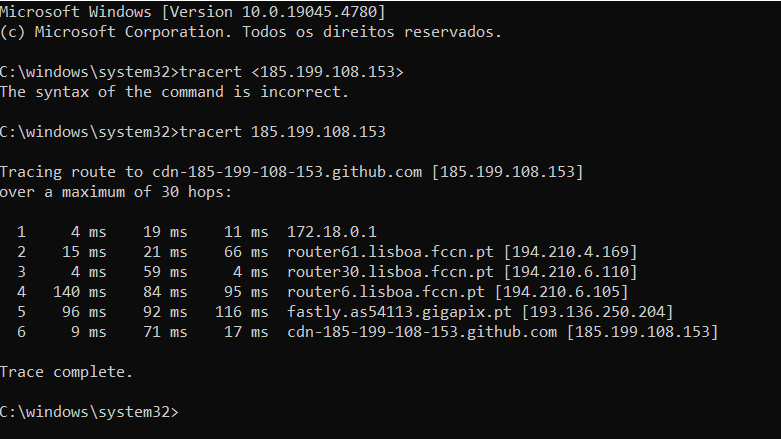 Microsoft Windows [Version 10.0.19045.4780]
(c) Microsoft Corporation. Todos os direitos reservados.
C:\windows\system32>tracert <185.199.108.153>
The syntax of the command is incorrect.
C:\windows\system32>tracert 185.199.108.153
Tracing route to cdn-185-199-108-153.github.com [185.199.108.153]
over a maximum of 30 hops:
1 4 ms 19 ms 11 ms 172.18.0.1
2 15 ms 21 ms 66 ms router61.lisboa.fccn.pt [194.210.4.169]
3 4 ms 59 ms 4 ms router30.lisboa.fccn.pt [194.210.6.110]
4 140 ms 84 ms 95 ms router6.lisboa.fccn.pt [194.210.6.105]
5 96 ms 92 ms 116 ms fastly.as54113.gigapix.pt [193.136.250.204]
6 9 ms 71 ms 17 ms cdn-185-199-108-153.github.com [185.199.108.153]
Trace complete.
C:\windows\system32>